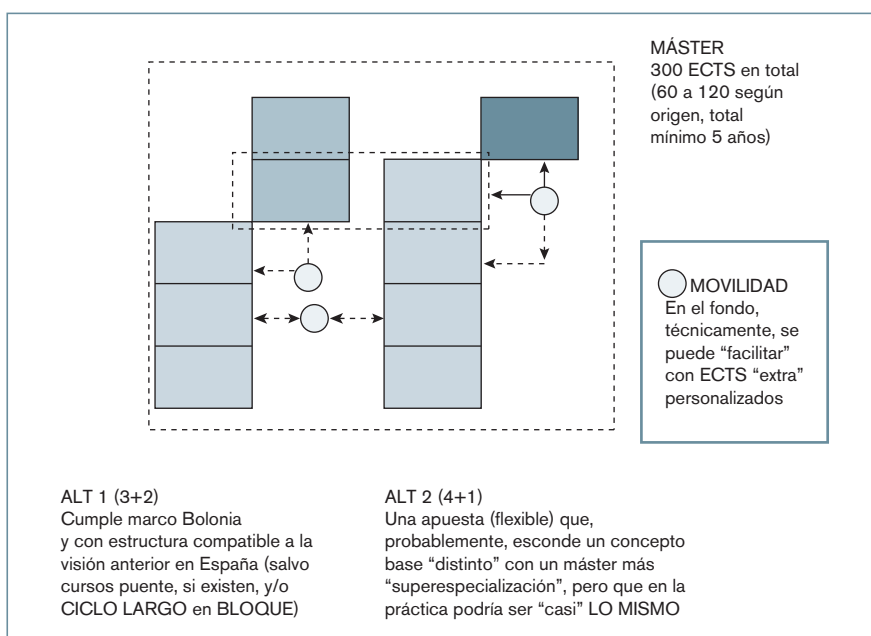 MÁSTER
300 ECTS en total
(60 a 120 según
origen, total
mínimo 5 años)
MOVILIDAD
En el fondo,
técnicamente, se
puede “facilitar”
con ECTS “extra”
personalizados
ALT 1 (3+2)
Cumple marco Bolonia
y con estructura compatible a la
visión anterior en España (salvo
cursos puente, si existen, y/o
CICLO LARGO en BLOQUE)
ALT 2 (4+1)
Una apuesta (flexible) que,
probablemente, esconde un concepto
base “distinto” con un máster más
“superespecialización”, pero que en la
práctica podría ser “casi” LO MISMO